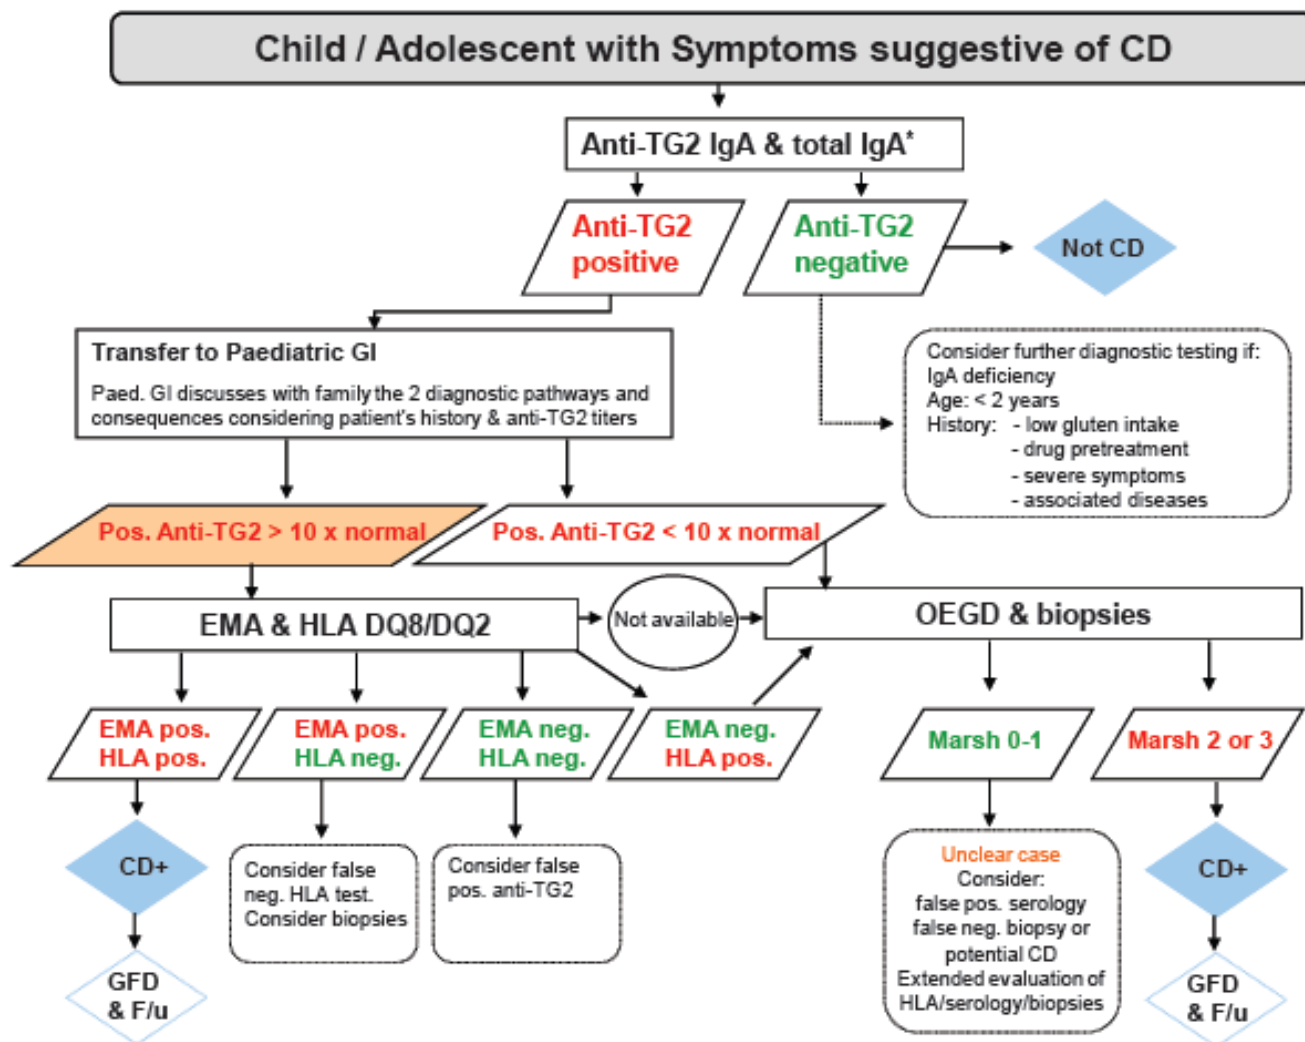 Child / Adolescent with Symptoms suggestive of CD
Anti-TG2 IgA & total IgA*
Anti-TG2
positive
Anti-TG2
negative
Not CD
Transfer to Paediatric GI
Paed. GI discusses with family the 2 diagnostic pathways and
consequences considering patient's history & anti-TG2 titers
Consider further diagnostic testing if:
IgA deficiency
Age: < 2 years
History: - low gluten intake
- drug pretreatment
- severe symptoms
- associated diseases
Pos. Anti-TG2 > 10 x normal
Pos. Anti-TG2 < 10 x normal
EMA & HLA DQ8/DQ2
Not available
OEGD & biopsies
EMA pos.
HLA pos.
EMA pos.
HLA neg.
EMA neg.
HLA neg.
EMA neg.
HLA pos.
Marsh 0-1
Marsh 2 or 3
CD+
Consider false
neg. HLA test.
Consider biopsies
Consider false
pos. anti-TG2
Unclear case
Consider:
false pos. serology
false neg. biopsy or
potential CD
Extended evaluation of
HLA/serology/biopsies
CD+
GFD
& F/u
GFD
& F/u